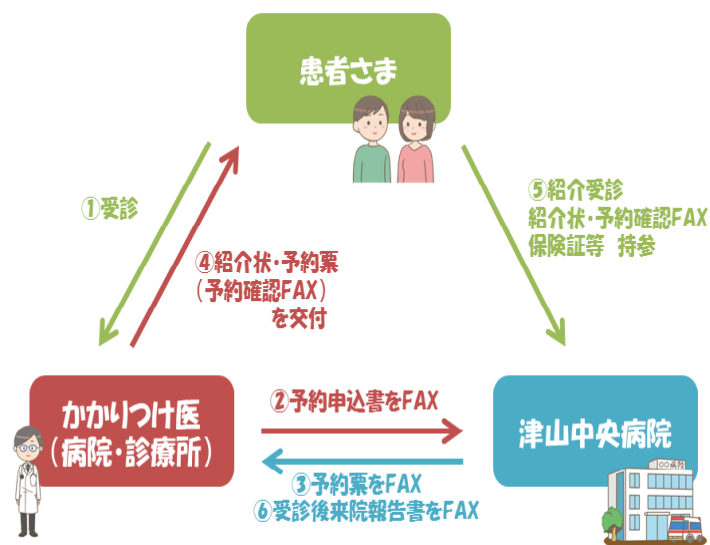 患者さま
①受診
⑤紹介受診
紹介状・予約確認FAX
保険証等 持参
④紹介状・予約票
（予約確認FAX）
を交付
かかりつけ医
（病院・診療所）
②予約申込書をFAX
津山中央病院
③予約票をFAX
⑥受診後来院報告書をFAX
〇〇病院